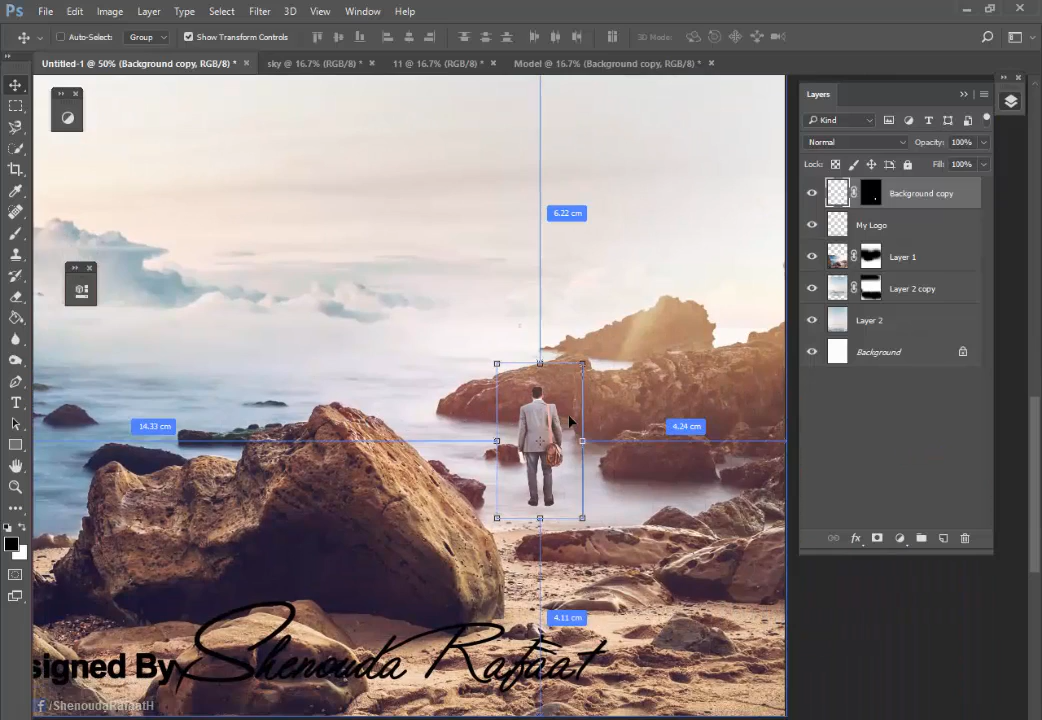 Ps File Edit Image Layer Type Select Filter 3D View Window Help
Auto-Select: Group Show Transform Controls 3D Mode:
Untitled-1 @ 50% (Background copy, RGB/8) * × sky @ 16.7% (RGB/8) * × 11 @ 16.7% (RGB/8) * × Model @ 16.7% (Background copy, RGB/8) * ×
Layers
Kind
Normal Opacity: 100%
Lock: Fill: 100%
Background copy
My Logo
Layer 1
Layer 2 copy
Layer 2
Background
6.22 cm
14.33 cm
4.24 cm
4.11 cm
signed By Shenouda Rafaat
f /ShenoudaRafaatH